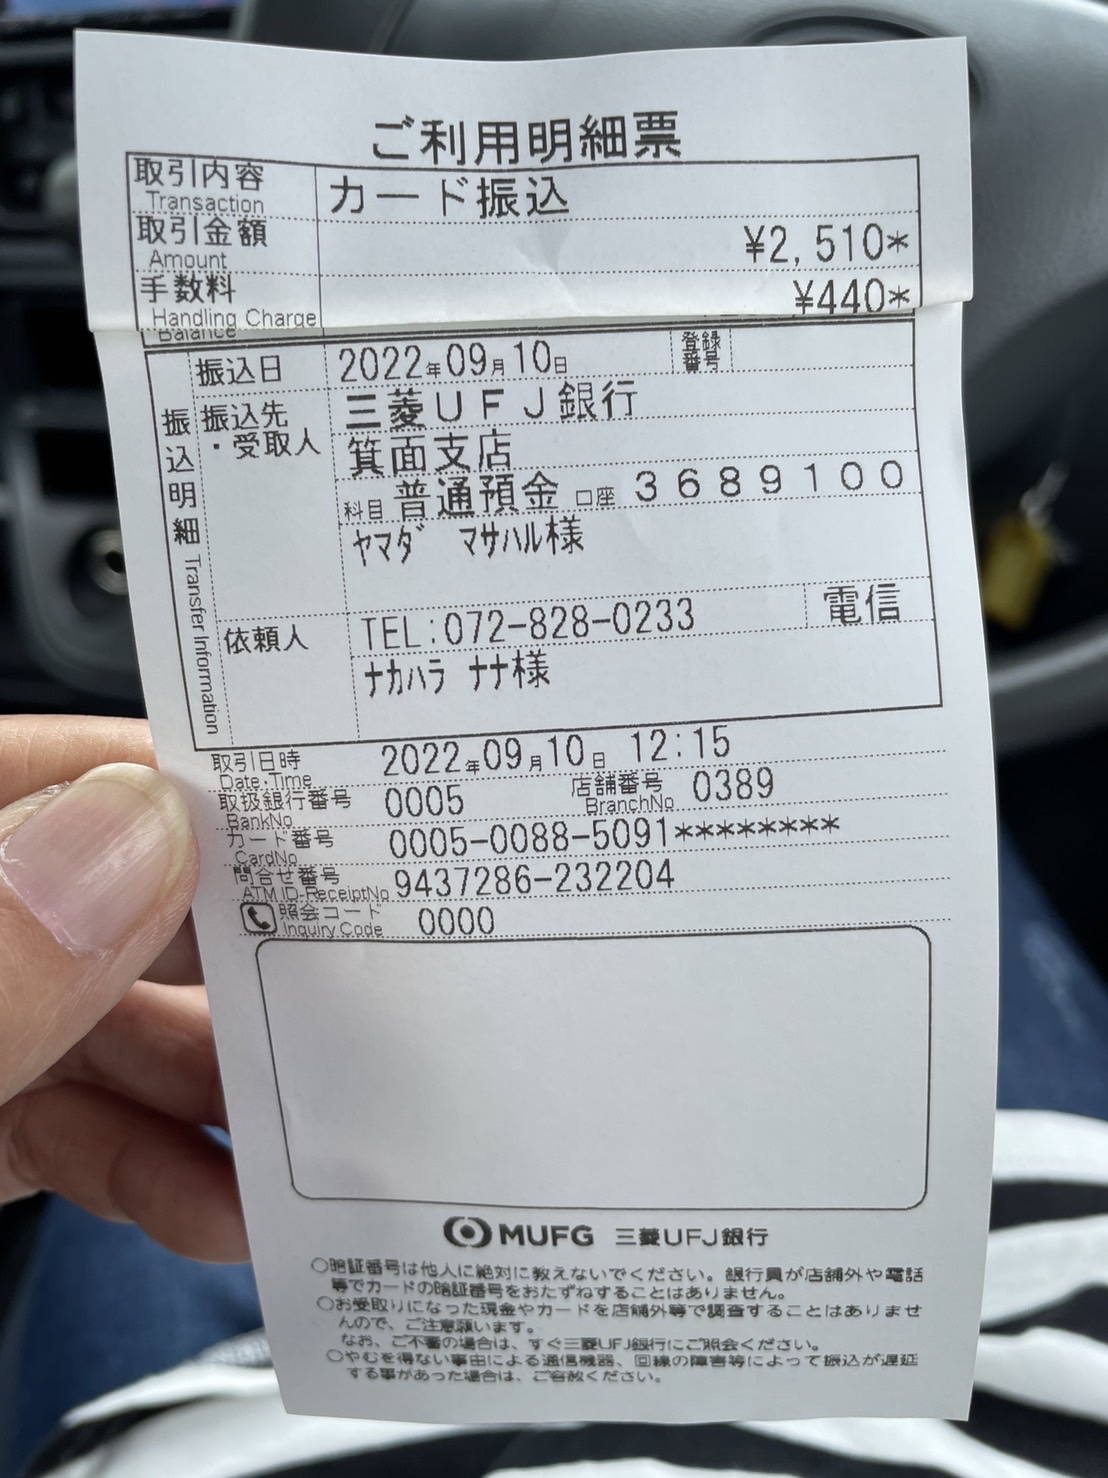 ご利用明細票
取引内容 カード振込
Transaction
取引金額 ¥2,510*
Amount
手数料 ¥440*
Handling Charge
Balance
振込明細 Transfer Information
振込日 2022年09月10日 登録番号
振込先・受取人 三菱UFJ銀行
箕面支店
科目 普通預金 口座 3689100
ヤマダ マサハル様
依頼人 TEL:072-828-0233 電信
ナカハラ ナナ様
取引日時 2022年09月10日 12:15
Date・Time
取扱銀行番号 0005 店舗番号 0389
BankNo BranchNo
カード番号 0005-0088-5091********
CardNo
問合せ番号 9437286-232204
ATM ID-ReceiptNo
照会コード 0000
Inquiry Code
MUFG 三菱UFJ銀行
○暗証番号は他人に絶対に教えないでください。銀行員が店舗外や電話
等でカードの暗証番号をおたずねすることはありません。
○お受取りになった現金やカードを店舗外等で調査することはありませ
んので、ご注意願います。
なお、ご不審の場合は、すぐ三菱UFJ銀行にご照会ください。
○やむを得ない事由による通信機器、回線の障害等によって振込が遅延
する事があった場合は、ご容赦ください。